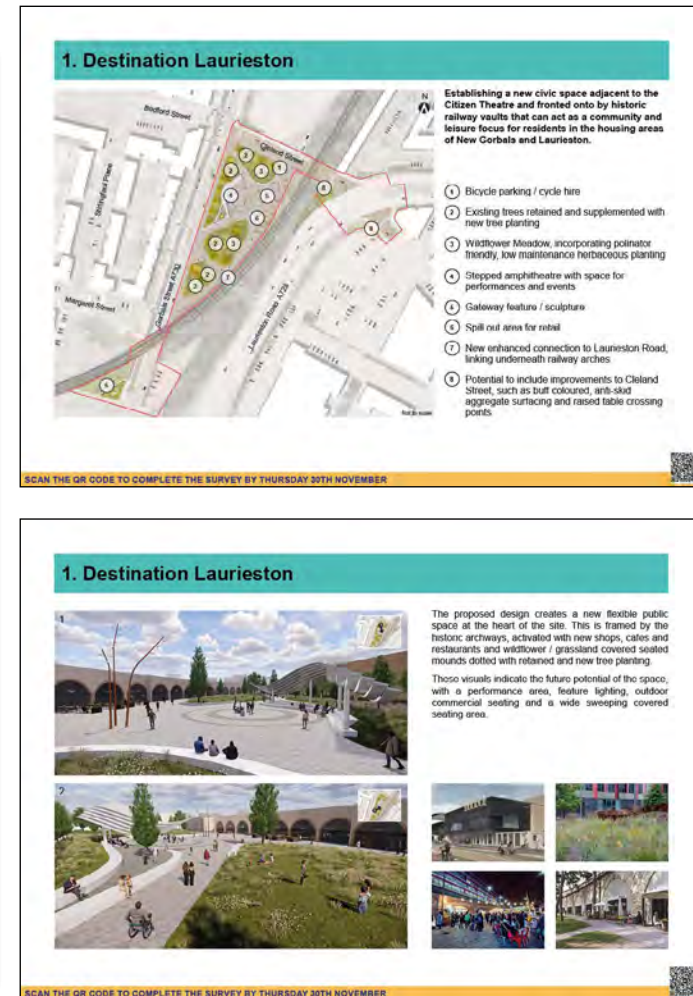 1. Destination Laurieston
Bedford Street
Cleland Street
N
Stirlingfauld Place
Margaret Street
Gorbals Street A730
Laurieston Road A728
Not to scale
Establishing a new civic space adjacent to the
Citizen Theatre and fronted onto by historic
railway vaults that can act as a community and
leisure focus for residents in the housing areas
of New Gorbals and Laurieston.
1 Bicycle parking / cycle hire
2 Existing trees retained and supplemented with
new tree planting
3 Wildflower Meadow, incorporating polinator
friendly, low maintenance herbaceous planting
4 Stepped amphitheatre with space for
performances and events
5 Gateway feature / sculpture
6 Spill out area for retail
7 New enhanced connection to Laurieston Road,
linking underneath railway arches
8 Potential to include improvements to Cleland
Street, such as buff coloured, anti-skid
aggregate surfacing and raised table crossing
points
SCAN THE QR CODE TO COMPLETE THE SURVEY BY THURSDAY 30TH NOVEMBER
1. Destination Laurieston
1
2
The proposed design creates a new flexible public
space at the heart of the site. This is framed by the
historic archways, activated with new shops, cafes and
restaurants and wildflower / grassland covered seated
mounds dotted with retained and new tree planting.
These visuals indicate the future potential of the space,
with a performance area, feature lighting, outdoor
commercial seating and a wide sweeping covered
seating area.
SCAN THE QR CODE TO COMPLETE THE SURVEY BY THURSDAY 30TH NOVEMBER